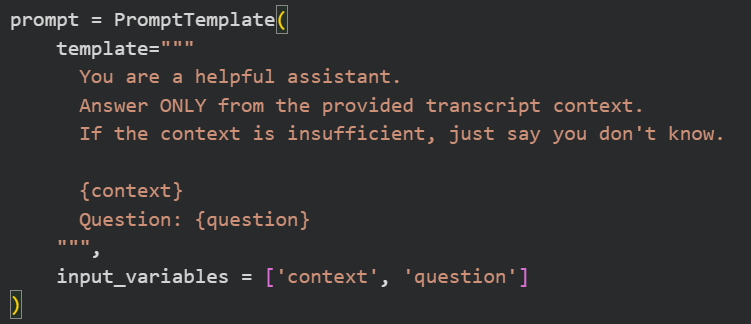 prompt = PromptTemplate(
    template="""
      You are a helpful assistant.
      Answer ONLY from the provided transcript context.
      If the context is insufficient, just say you don't know.

      {context}
      Question: {question}
    """,
    input_variables = ['context', 'question']
)